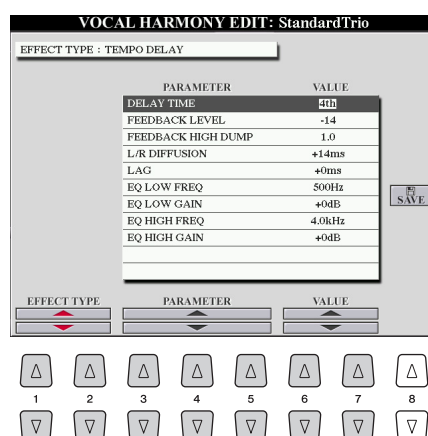 VOCAL HARMONY EDIT: StandardTrio
EFFECT TYPE : TEMPO DELAY
PARAMETER VALUE
DELAY TIME 4th
FEEDBACK LEVEL -14
FEEDBACK HIGH DUMP 1.0
L/R DIFFUSION +14ms
LAG +0ms
EQ LOW FREQ 500Hz
EQ LOW GAIN +0dB
EQ HIGH FREQ 4.0kHz
EQ HIGH GAIN +0dB
SAVE
EFFECT TYPE PARAMETER VALUE
1 2 3 4 5 6 7 8